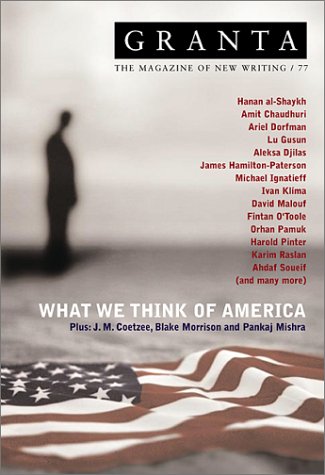 GRANTA
THE MAGAZINE OF NEW WRITING / 77
Hanan al-Shaykh
Amit Chaudhuri
Ariel Dorfman
Lu Gusun
Aleksa Djilas
James Hamilton-Paterson
Michael Ignatieff
Ivan Klima
David Malouf
Fintan O'Toole
Orhan Pamuk
Harold Pinter
Karim Raslan
Ahdaf Soueif
(and many more)
WHAT WE THINK OF AMERICA
Plus: J. M. Coetzee, Blake Morrison and Pankaj Mishra